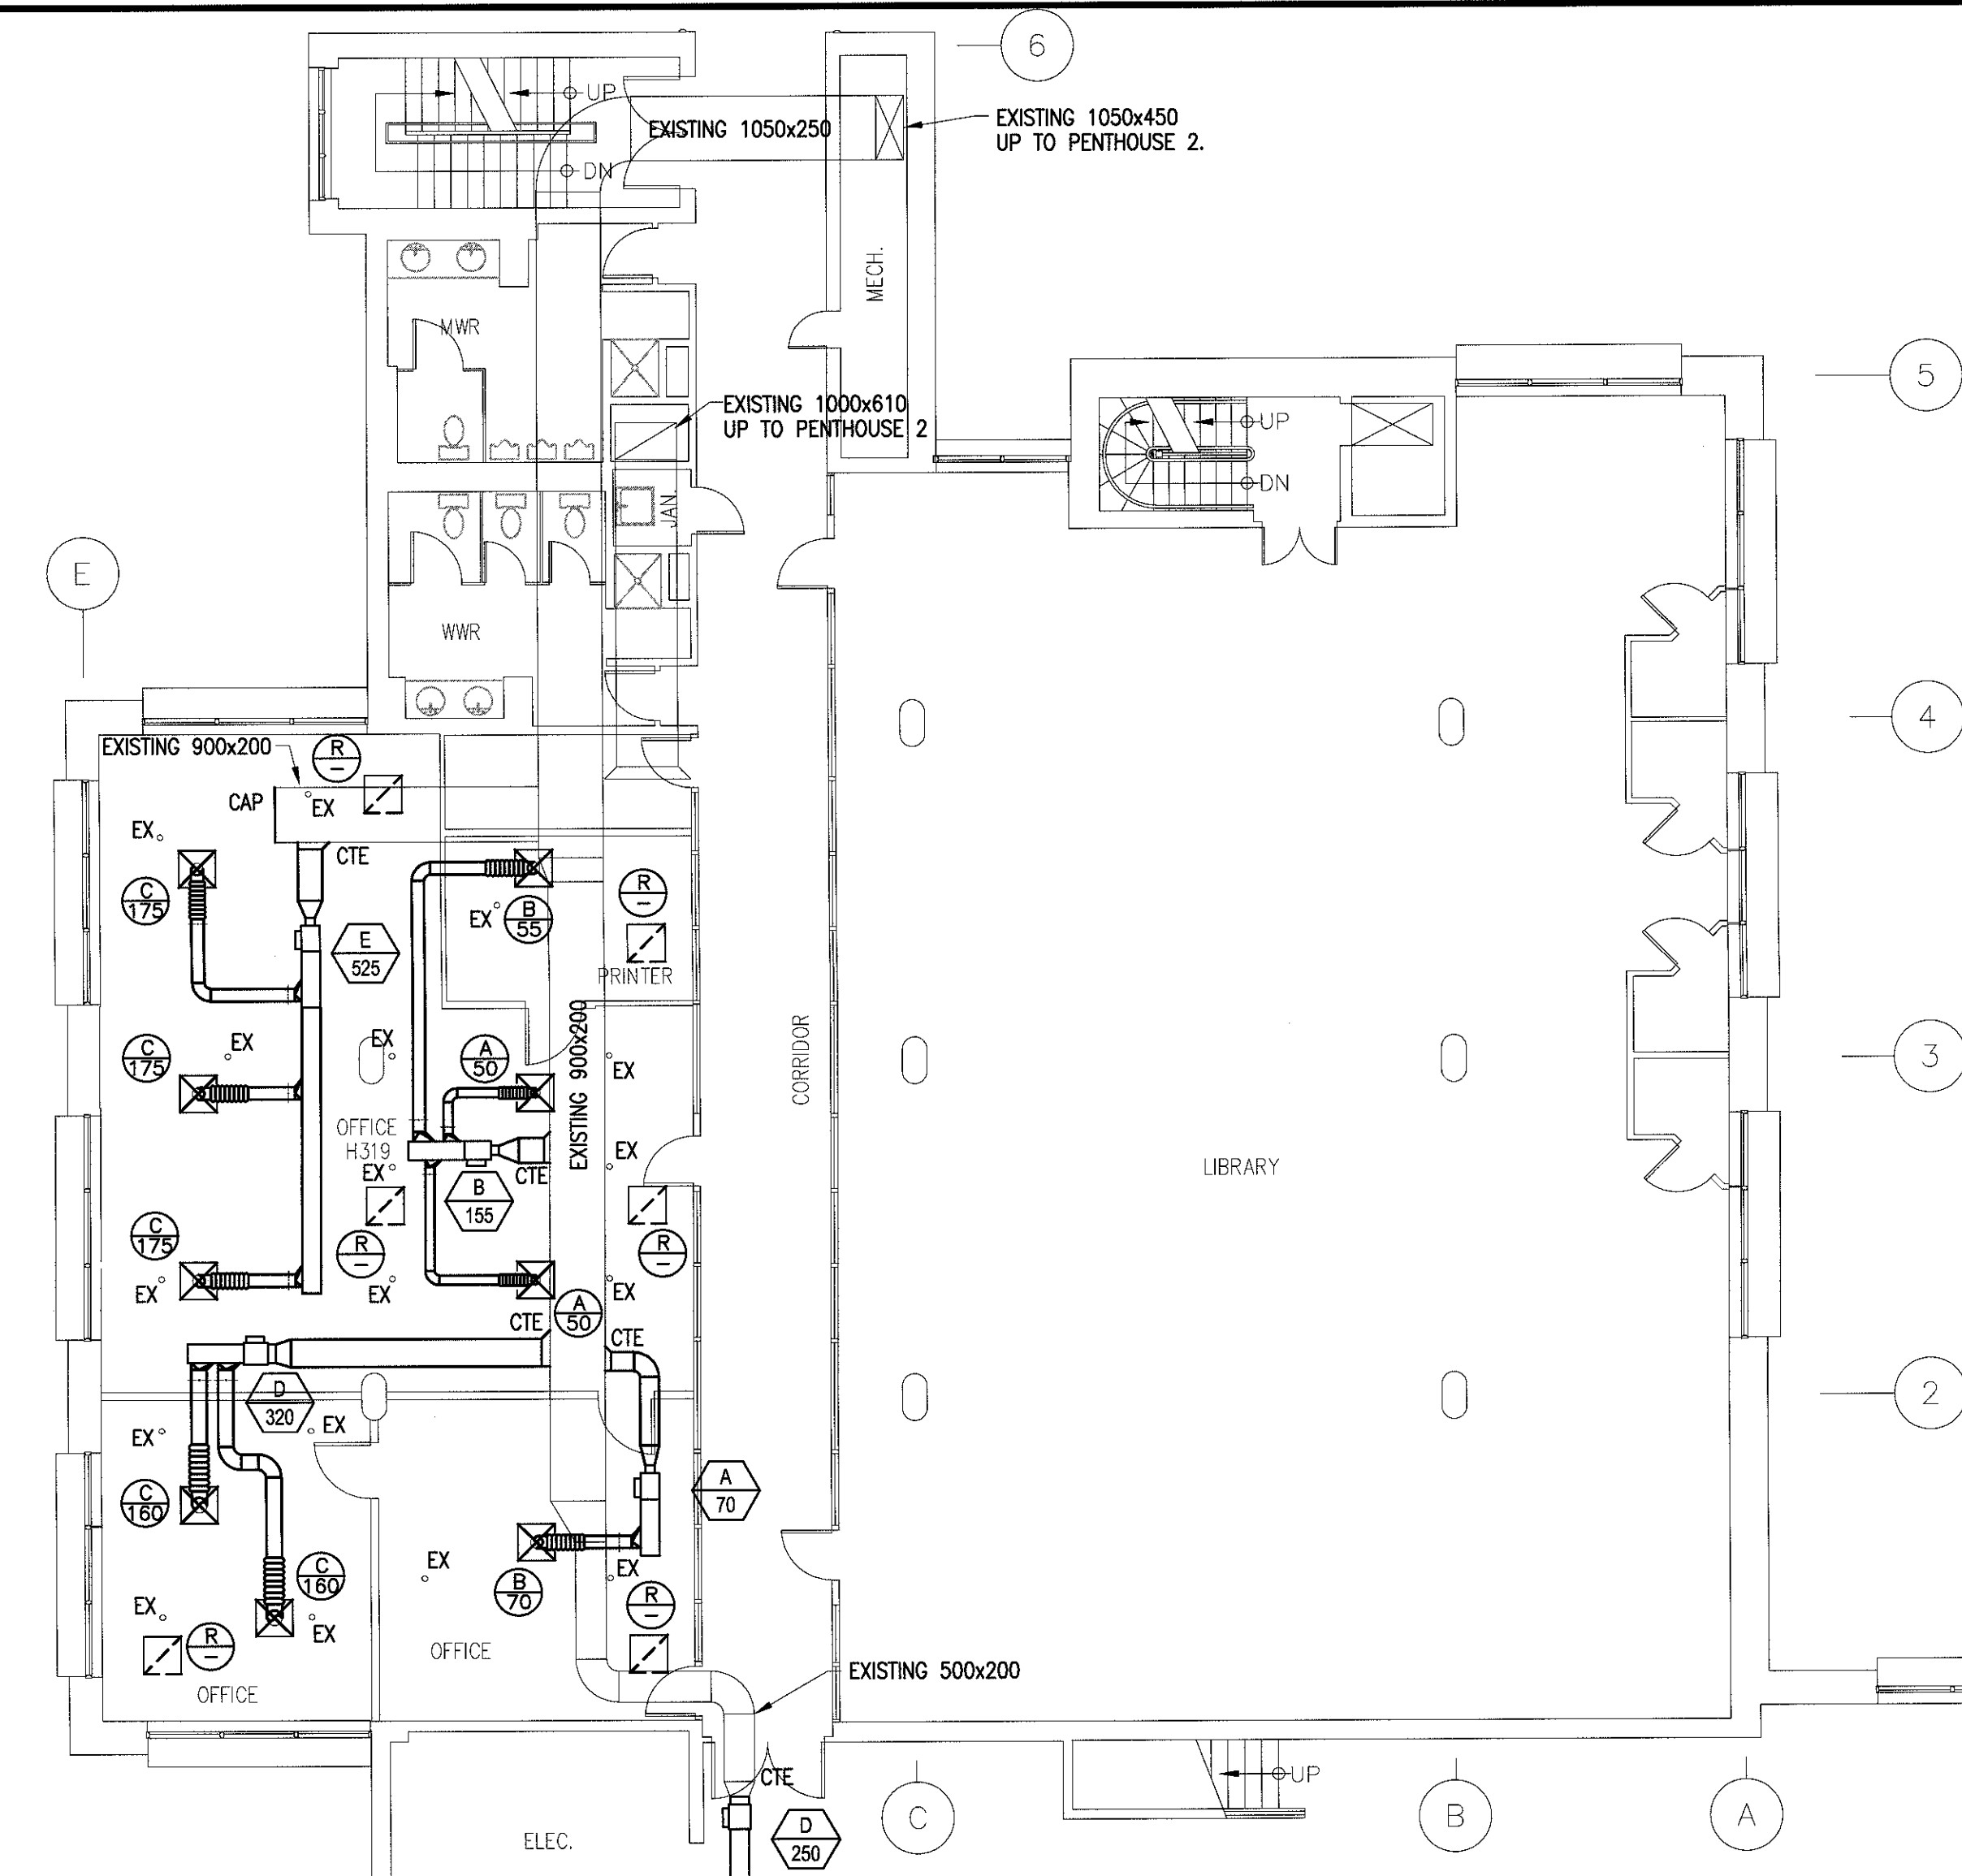 6
UP
EXISTING 1050x250
EXISTING 1050x450
UP TO PENTHOUSE 2.
DN
MECH.
MWR
5
EXISTING 1000x610
UP TO PENTHOUSE 2
UP
DN
JAN
E
WWR
4
EXISTING 900x200
R
–
CAP
EX
EX
CTE
C
175
R
–
EX
B
55
E
525
PRINTER
EXISTING 900x200
CORRIDOR
3
C
175
EX
EX
A
50
EX
OFFICE
H319
EX
EX
CTE
B
155
LIBRARY
C
175
R
–
R
–
EX
EX
EX
A
50
CTE
CTE
D
320
2
EX
EX
A
70
C
160
EX
EX
C
160
B
70
R
–
EX
EX
R
–
OFFICE
OFFICE
EXISTING 500x200
CTE
UP
C
B
A
ELEC.
D
250